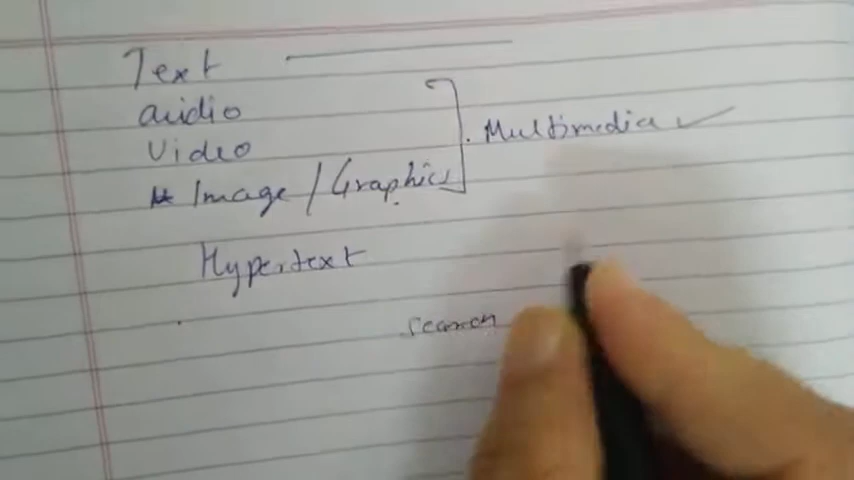 Text
audio
Video
Image / Graphics
Multimedia
Hypertext
search